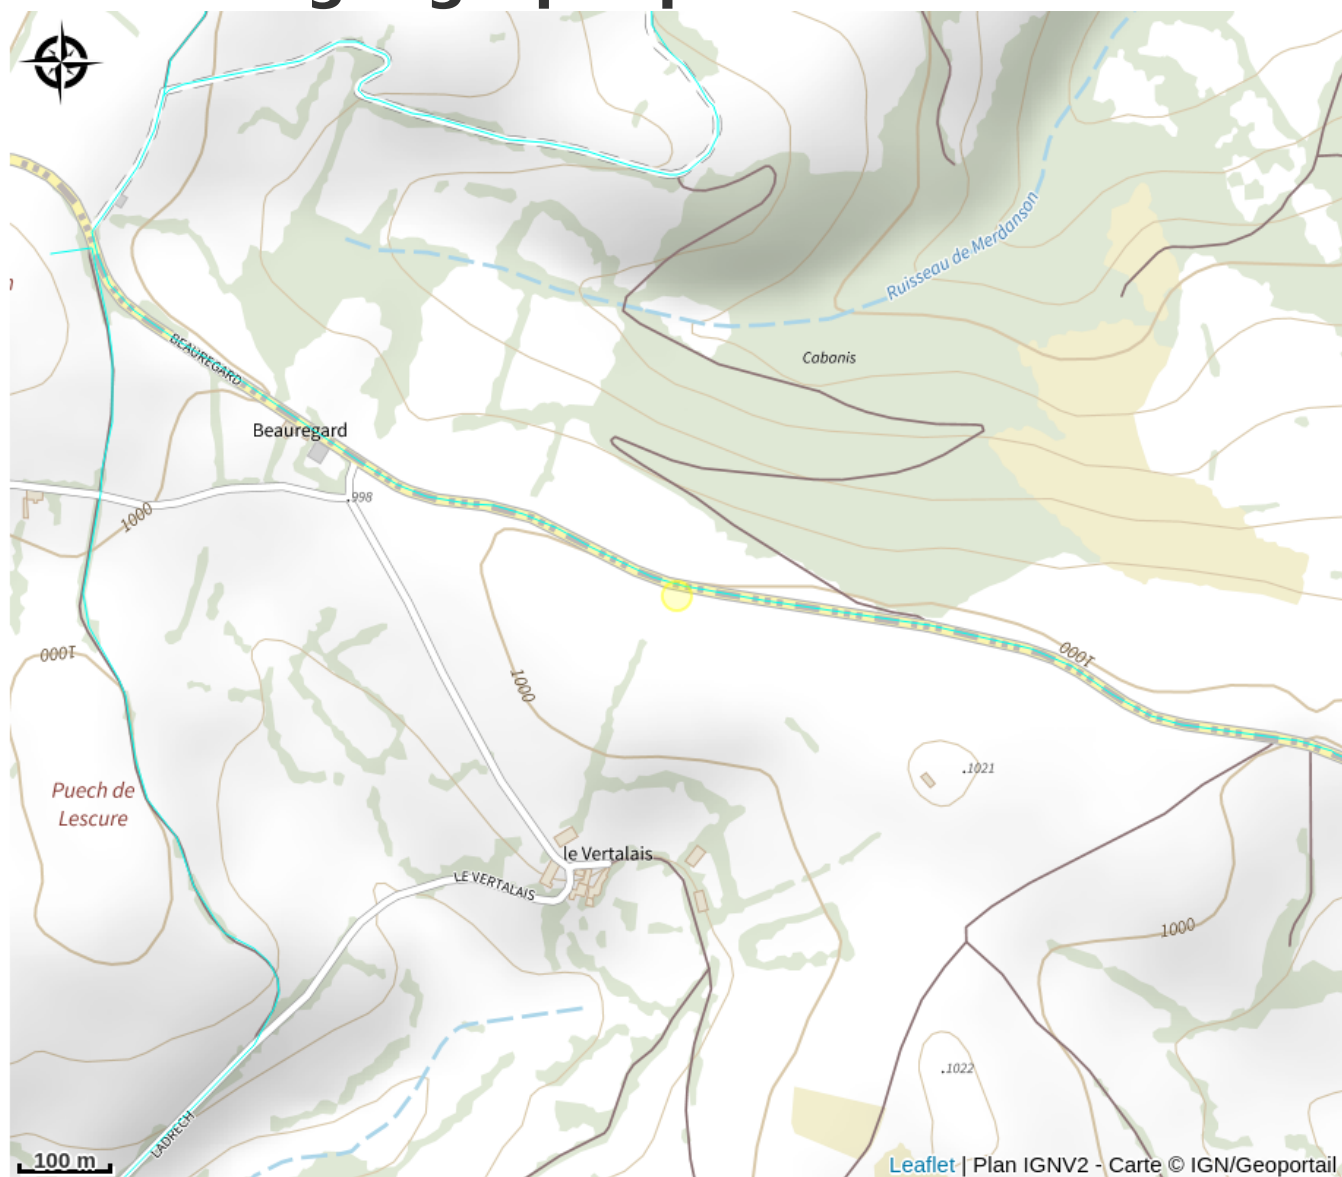 Ruisseau de Merdanson
BEAUREGARD
Cabanis
Beauregard
.998
1000
1000
1000
1000
Puech de
Lescure
.1021
le Vertalais
LE VERTALAIS
1000
.1022
LADRECH
100 m
Leaflet | Plan IGNV2 - Carte © IGN/Geoportail